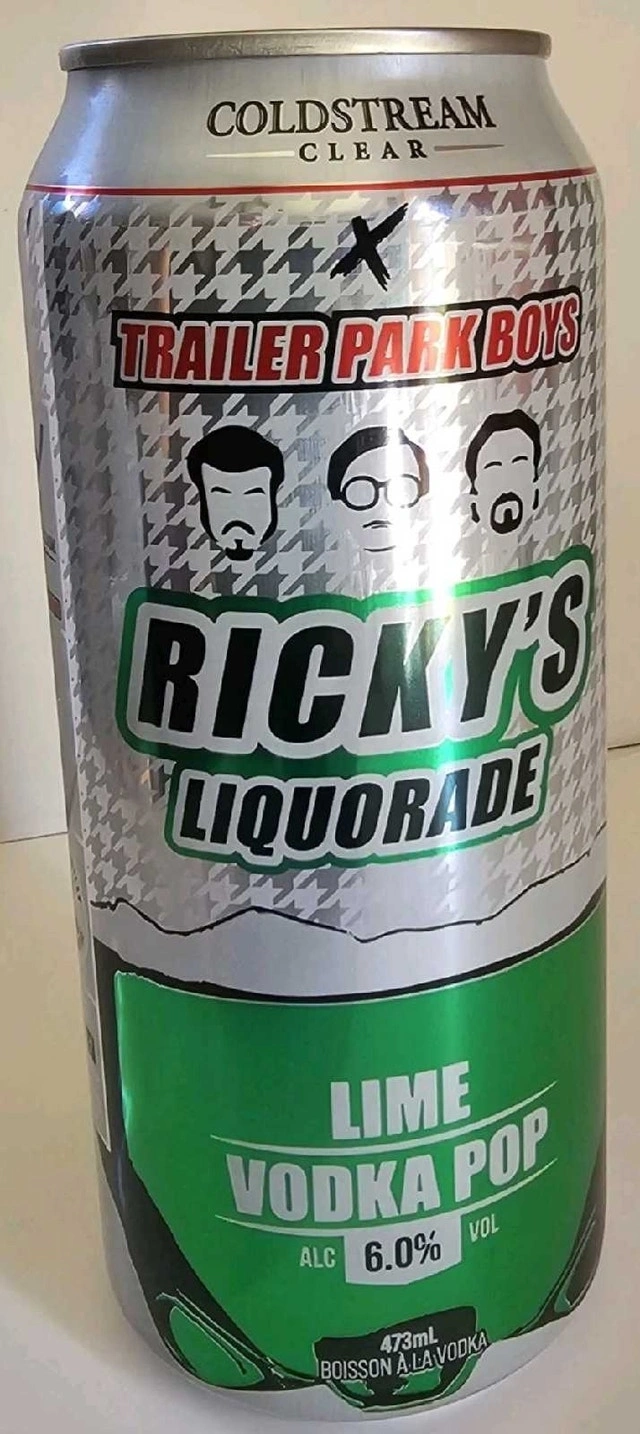 COLDSTREAM
CLEAR
X
TRAILER PARK BOYS
RICKY'S
LIQUORADE
LIME
VODKA POP
ALC 6.0% VOL
473mL
BOISSON À LA VODKA